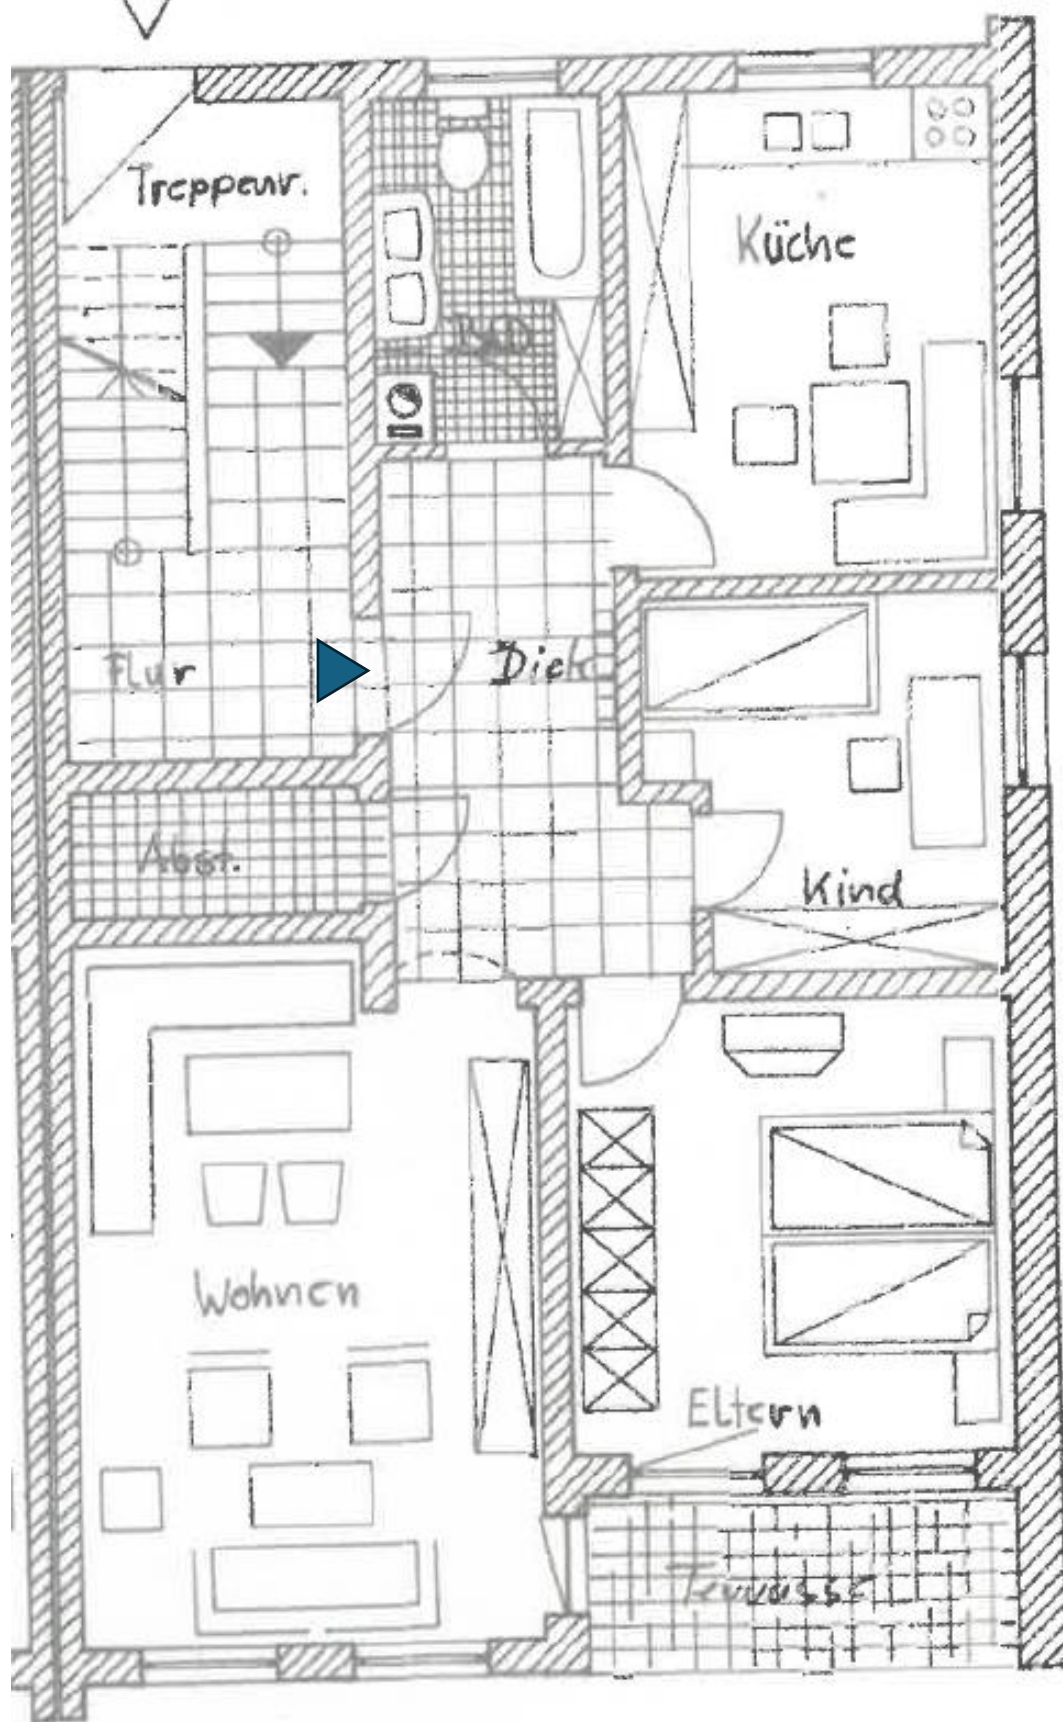 Treppenr.
Küche
BAD
Flur
Diele
Abst.
Kind
Wohnen
Eltern
Terrasse